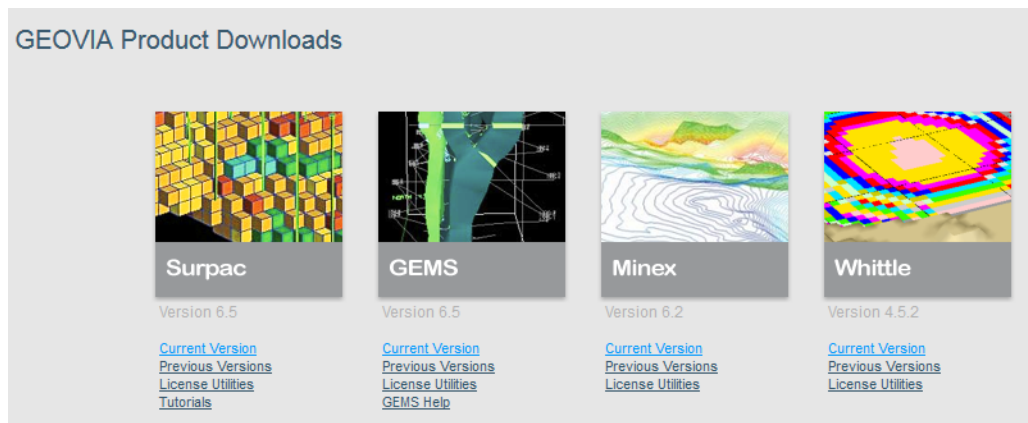 GEOVIA Product Downloads
Surpac
GEMS
Minex
Whittle
Version 6.5
Version 6.5
Version 6.2
Version 4.5.2
Current Version
Current Version
Current Version
Current Version
Previous Versions
Previous Versions
Previous Versions
Previous Versions
License Utilities
License Utilities
License Utilities
License Utilities
Tutorials
GEMS Help